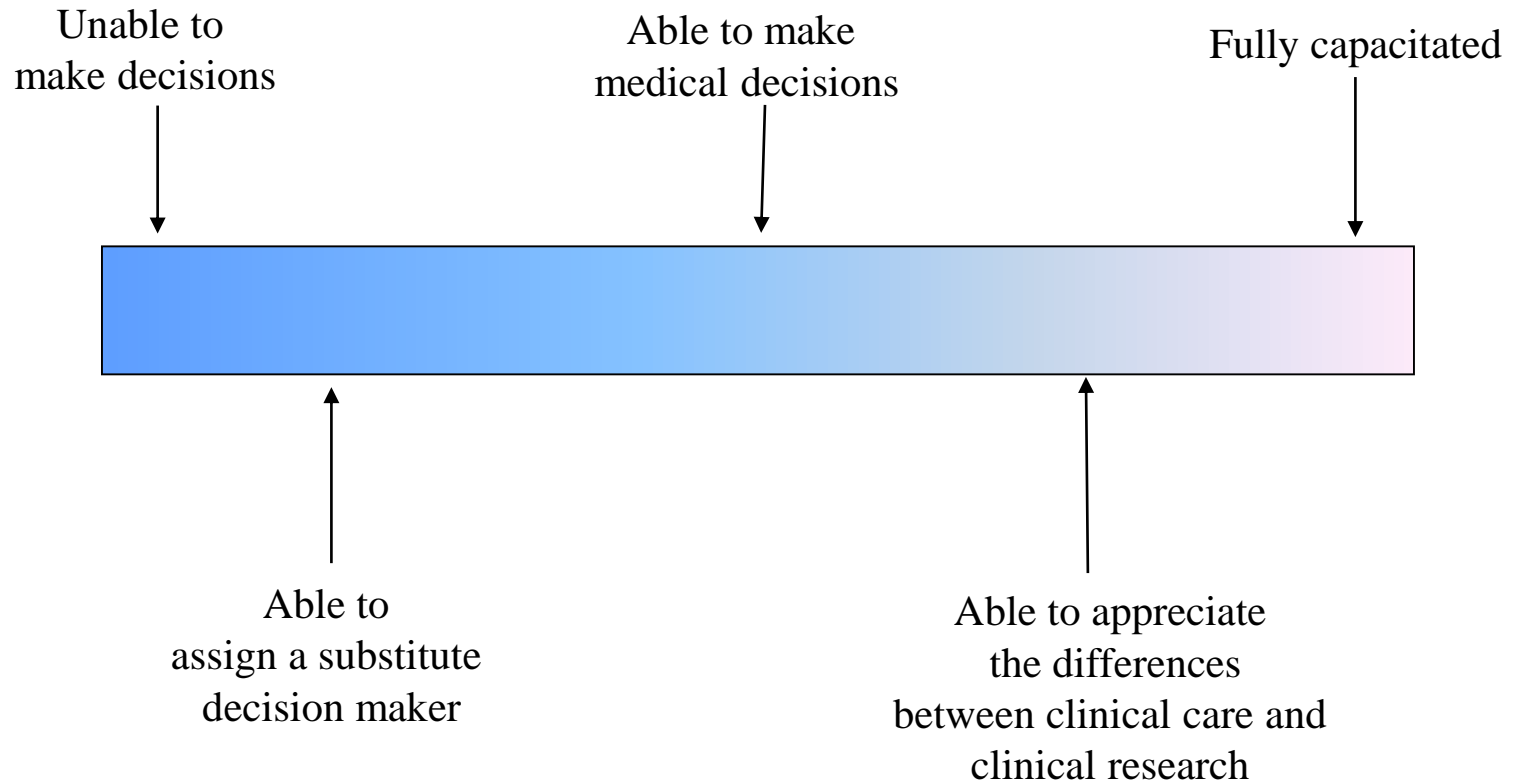 Unable to
make decisions
Able to make
medical decisions
Fully capacitated
Able to
assign a substitute
decision maker
Able to appreciate
the differences
between clinical care and
clinical research